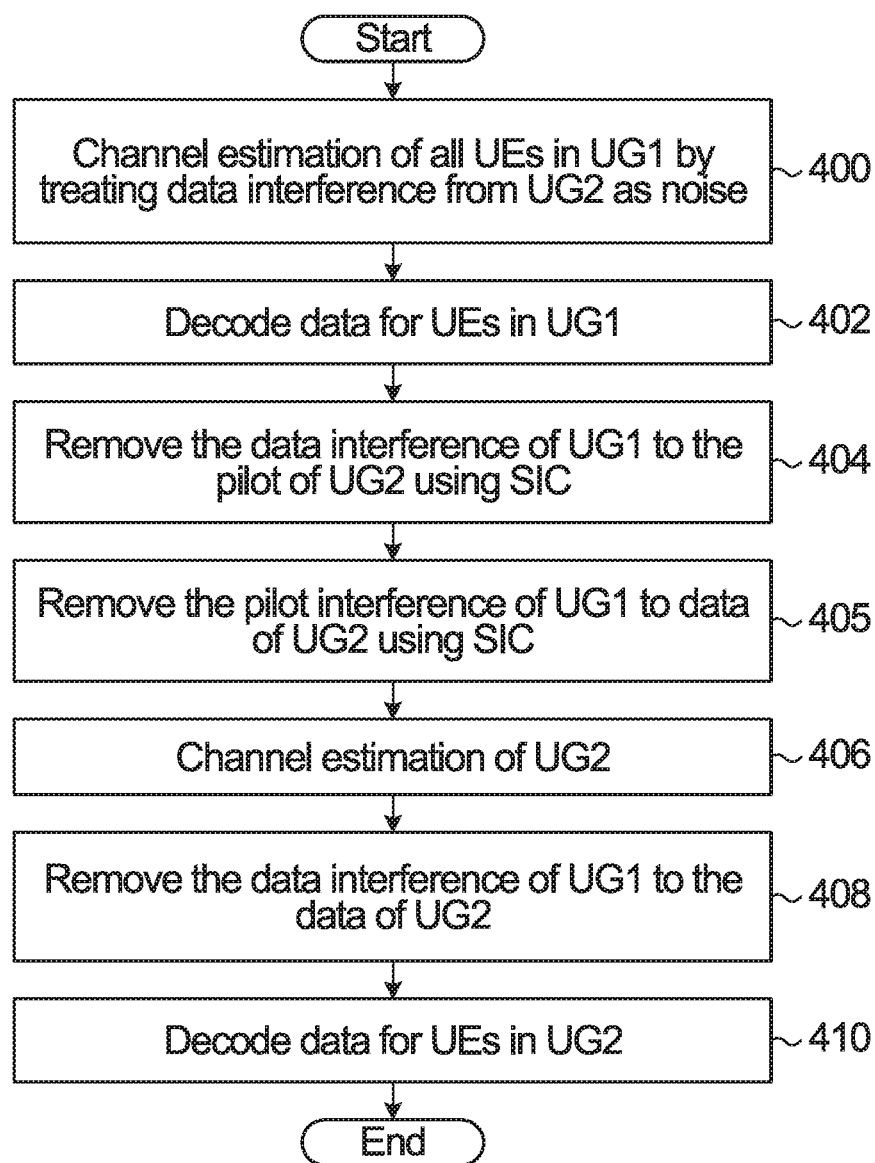 Start
Channel estimation of all UEs in UG1 by
treating data interference from UG2 as noise
400
Decode data for UEs in UG1
402
Remove the data interference of UG1 to the
pilot of UG2 using SIC
404
Remove the pilot interference of UG1 to data
of UG2 using SIC
405
Channel estimation of UG2
406
Remove the data interference of UG1 to the
data of UG2
408
Decode data for UEs in UG2
410
End